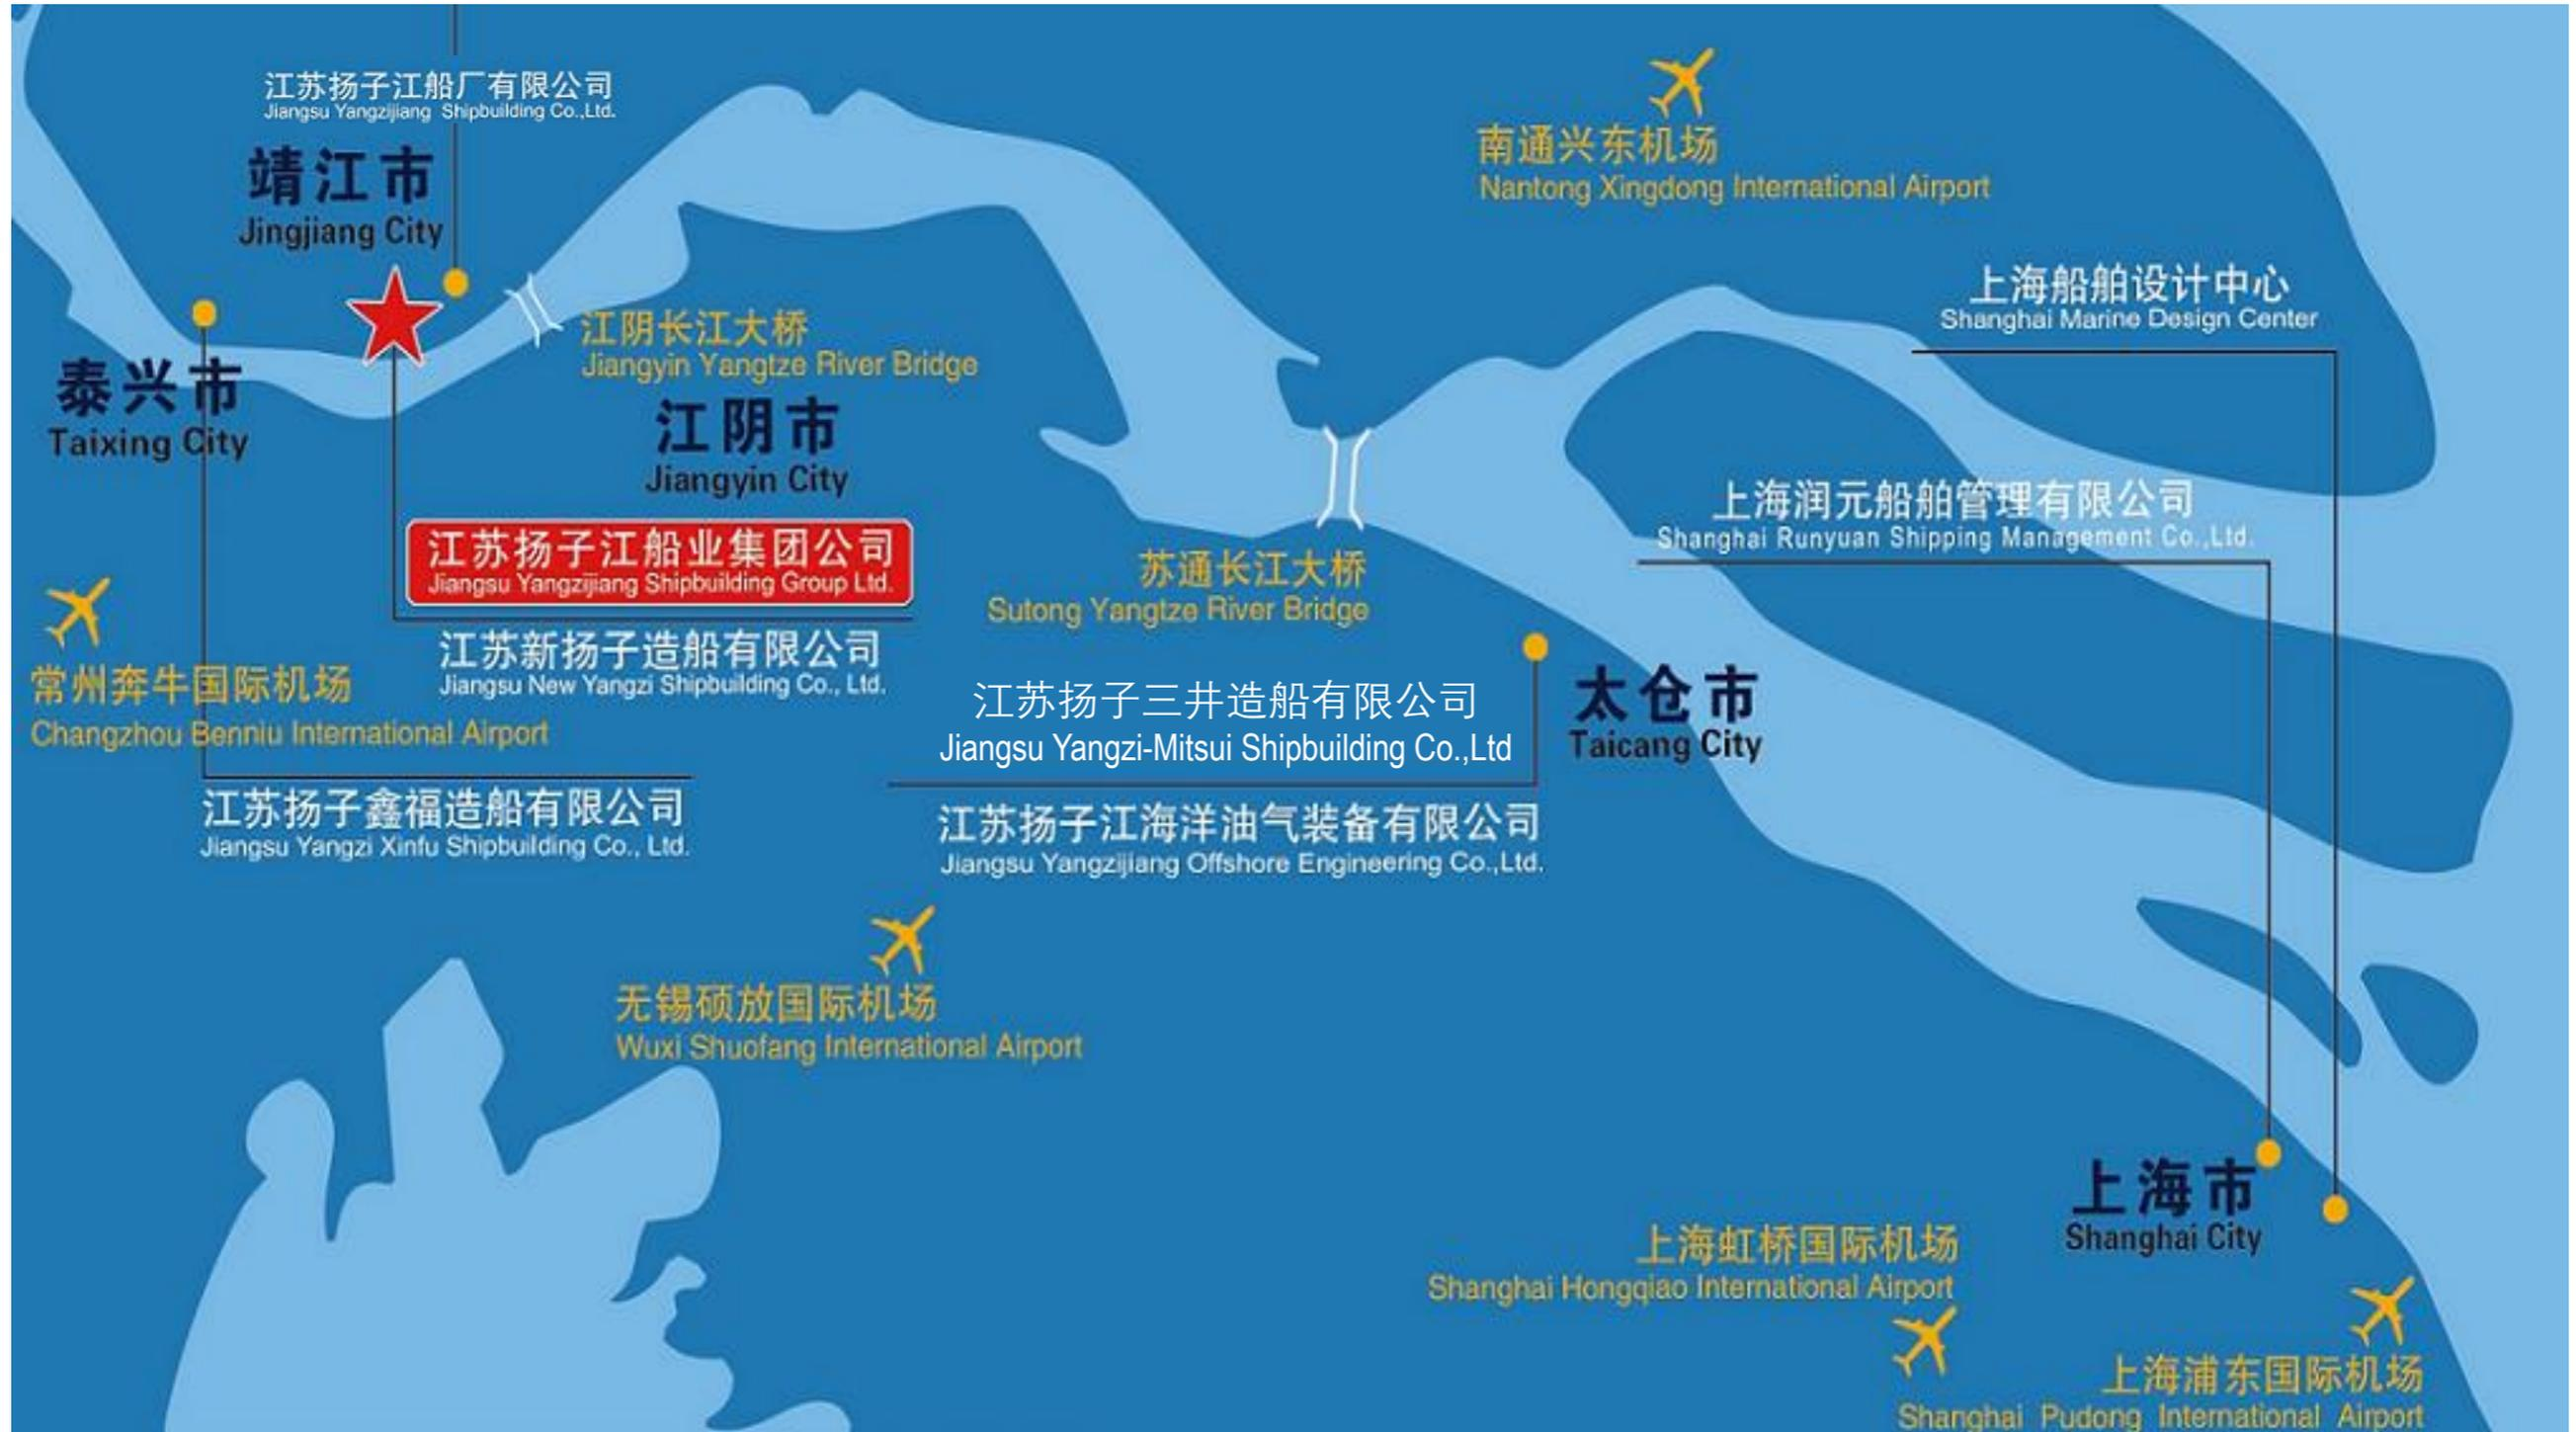 江苏扬子江船厂有限公司
Jiangsu Yangzijiang Shipbuilding Co.,Ltd.
靖江市
Jingjiang City
南通兴东机场
Nantong Xingdong International Airport
上海船舶设计中心
Shanghai Marine Design Center
江阴长江大桥
Jiangyin Yangtze River Bridge
泰兴市
Taixing City
江阴市
Jiangyin City
上海润元船舶管理有限公司
Shanghai Runyuan Shipping Management Co.,Ltd.
江苏扬子江船业集团公司
Jiangsu Yangzijiang Shipbuilding Group Ltd.
苏通长江大桥
Sutong Yangtze River Bridge
江苏新扬子造船有限公司
Jiangsu New Yangzi Shipbuilding Co., Ltd.
常州奔牛国际机场
Changzhou Benniu International Airport
江苏扬子三井造船有限公司
Jiangsu Yangzi-Mitsui Shipbuilding Co.,Ltd
太仓市
Taicang City
江苏扬子鑫福造船有限公司
Jiangsu Yangzi Xinfu Shipbuilding Co., Ltd.
江苏扬子江海洋油气装备有限公司
Jiangsu Yangzijiang Offshore Engineering Co.,Ltd.
无锡硕放国际机场
Wuxi Shuofang International Airport
上海市
Shanghai City
上海虹桥国际机场
Shanghai Hongqiao International Airport
上海浦东国际机场
Shanghai Pudong International Airport